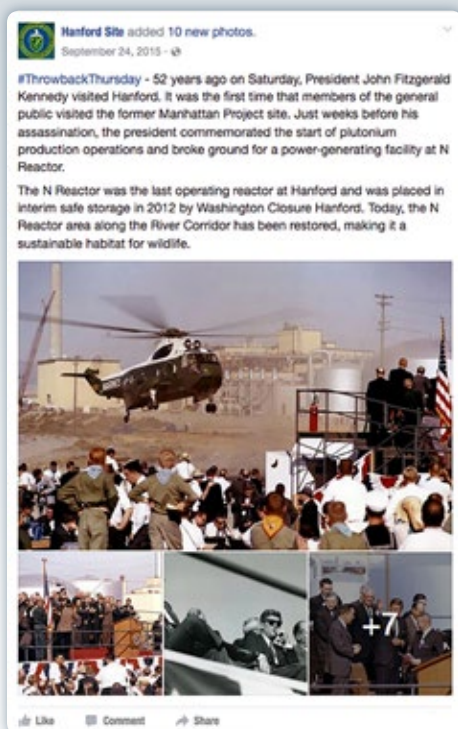 Hanford Site added 10 new photos.
September 24, 2015 ·
#ThrowbackThursday - 52 years ago on Saturday, President John Fitzgerald
Kennedy visited Hanford. It was the first time that members of the general
public visited the former Manhattan Project site. Just weeks before his
assassination, the president commemorated the start of plutonium
production operations and broke ground for a power-generating facility at N
Reactor.
The N Reactor was the last operating reactor at Hanford and was placed in
interim safe storage in 2012 by Washington Closure Hanford. Today, the N
Reactor area along the River Corridor has been restored, making it a
sustainable habitat for wildlife.
+7
Like Comment Share